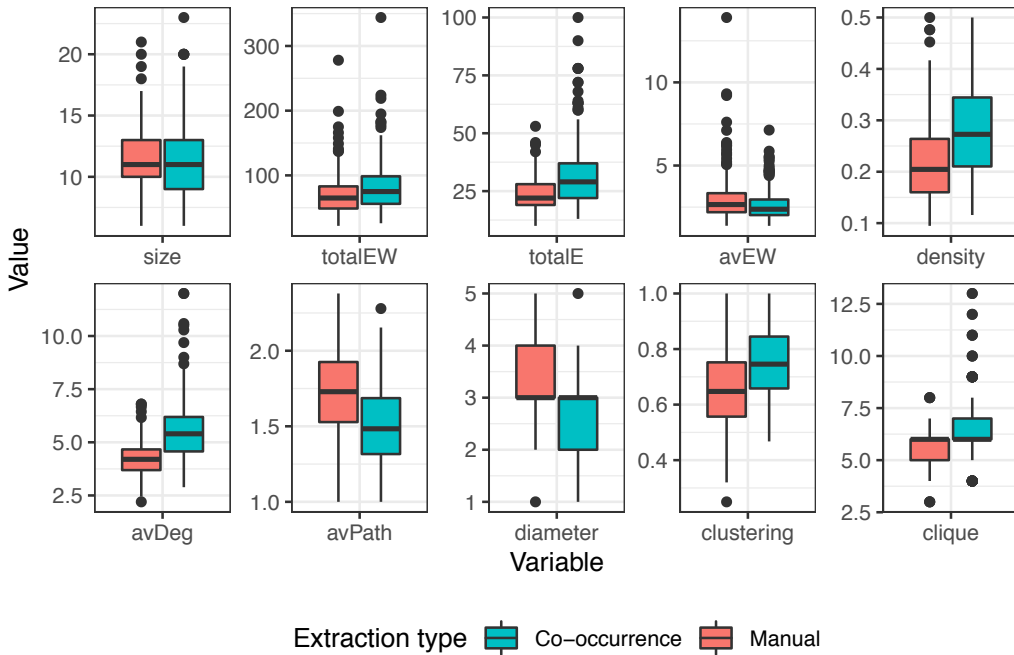 Value
20
15
10
size
350
200
100
totalEW
100
75
50
25
totalE
10
5
avEW
0.5
0.4
0.3
0.2
0.1
density
10.0
7.5
5.0
2.5
avDeg
2.0
1.5
1.0
avPath
5
4
3
2
1
diameter
1.0
0.8
0.6
0.4
clustering
12.5
10.0
7.5
5.0
2.5
clique
Variable
Extraction type Co-occurrence Manual